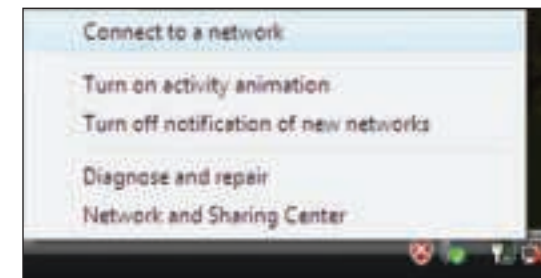 Connect to a network
Turn on activity animation
Turn off notification of new networks
Diagnose and repair
Network and Sharing Center